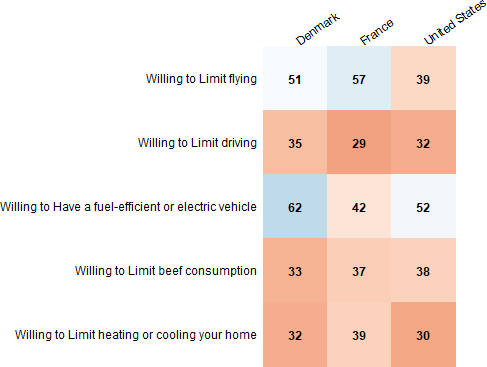 Denmark France United States
Willing to Limit flying 51 57 39
Willing to Limit driving 35 29 32
Willing to Have a fuel-efficient or electric vehicle 62 42 52
Willing to Limit beef consumption 33 37 38
Willing to Limit heating or cooling your home 32 39 30